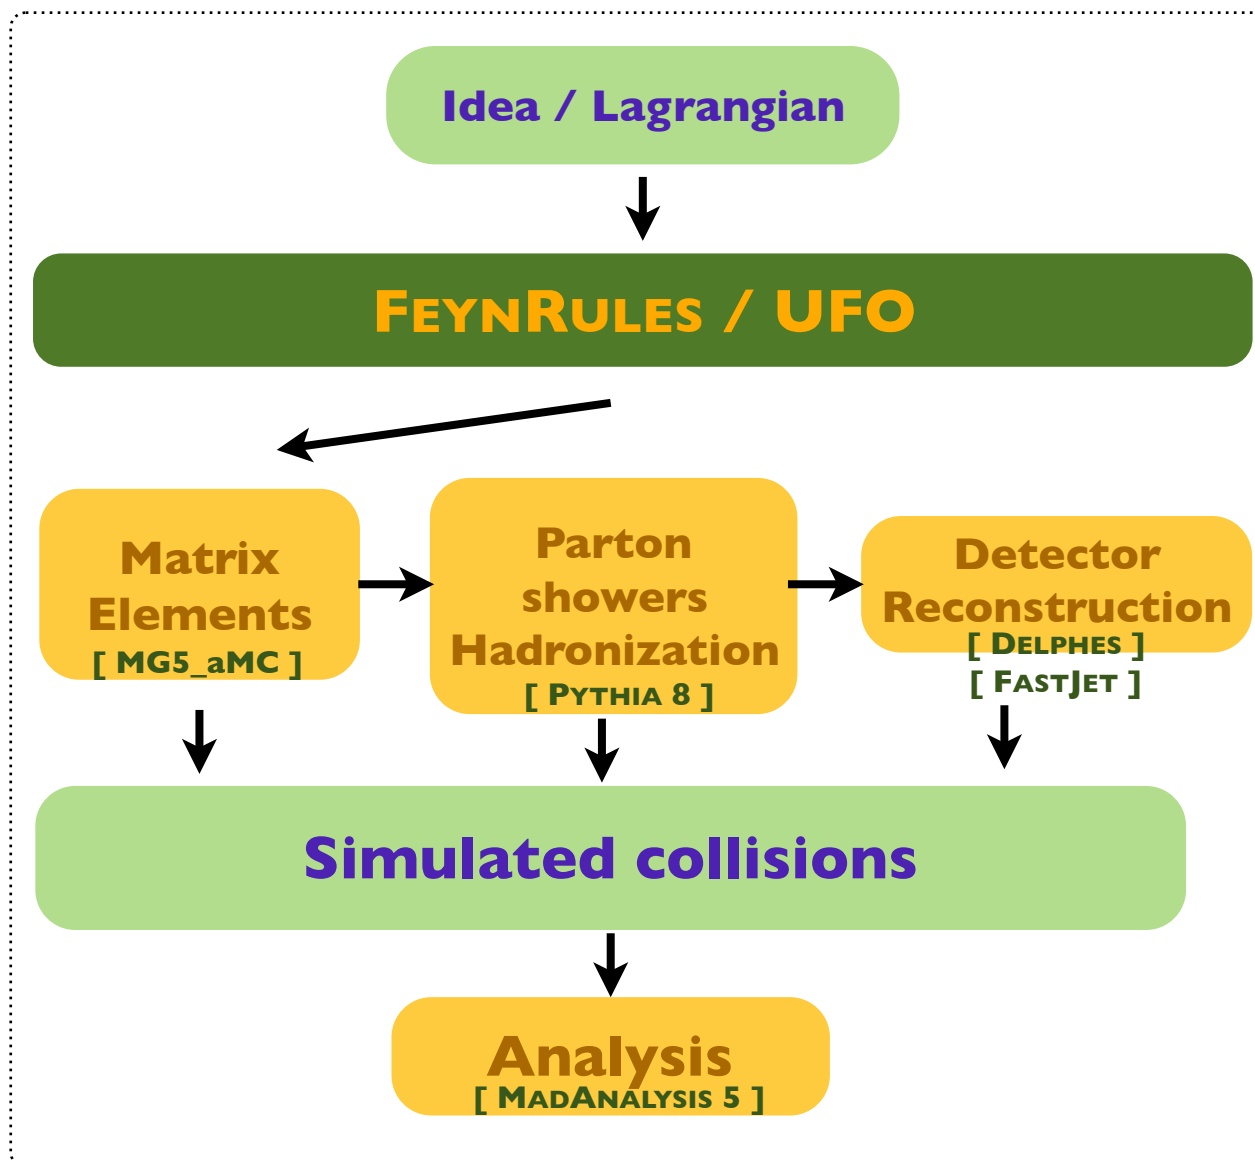 Idea / Lagrangian
FEYNRULES / UFO
Matrix
Elements
[ MG5_aMC ]
Parton
showers
Hadronization
[ PYTHIA 8 ]
Detector
Reconstruction
[ DELPHES ]
[ FASTJET ]
Simulated collisions
Analysis
[ MADANALYSIS 5 ]